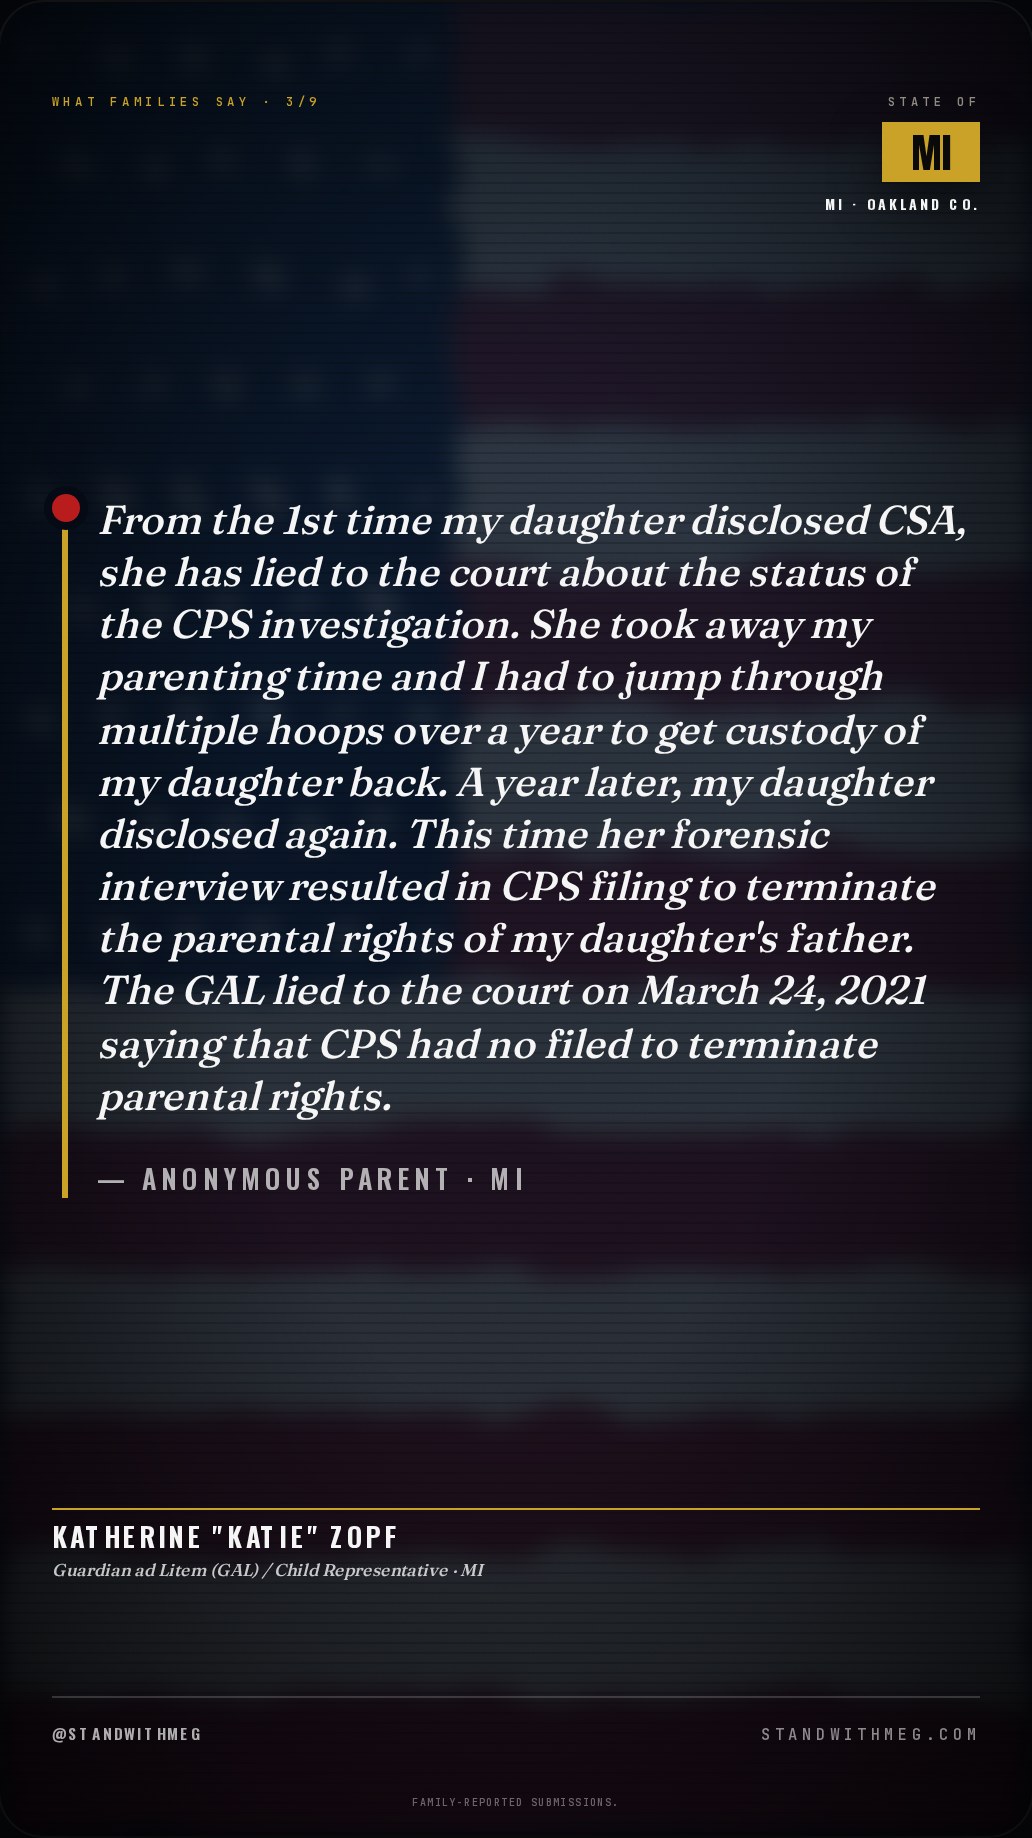 WHAT FAMILIES SAY · 3/9
STATE OF
MI
MI · OAKLAND CO.
From the 1st time my daughter disclosed CSA,
she has lied to the court about the status of
the CPS investigation. She took away my
parenting time and I had to jump through
multiple hoops over a year to get custody of
my daughter back. A year later, my daughter
disclosed again. This time her forensic
interview resulted in CPS filing to terminate
the parental rights of my daughter's father.
The GAL lied to the court on March 24, 2021
saying that CPS had no filed to terminate
parental rights.
— ANONYMOUS PARENT · MI
KATHERINE "KATIE" ZOPF
Guardian ad Litem (GAL) / Child Representative · MI
@STANDWITHMEG
STANDWITHMEG.COM
FAMILY-REPORTED SUBMISSIONS.